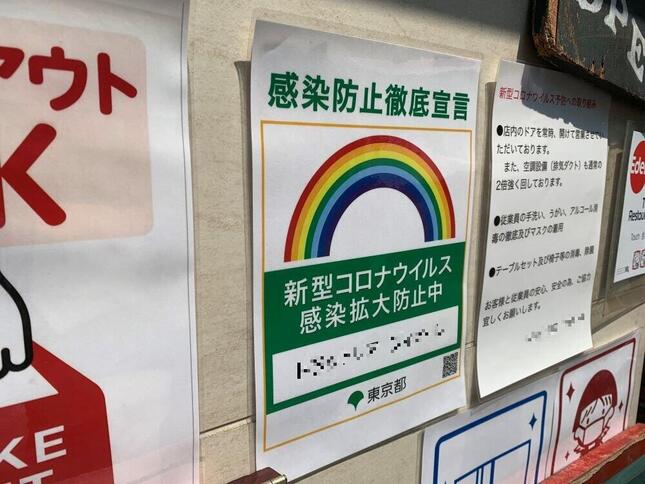 アウト
K
KE
感染防止徹底宣言
新型コロナウイルス
感染拡大防止中
東京都
新型コロナウイルス予防への取り組み
●店内のドアを常時、開けて営業させて
いただいております。
また、空調設備（排気ダクト）も通常の
2倍強く回しております。
●従業員の手洗い、うがい、アルコール消
毒の徹底及びマスクの着用
●テーブルセット及び椅子等の消毒、除菌
お客様と従業員の安心、安全の為、ご協力
宜しくお願いします。
OPE
Eden